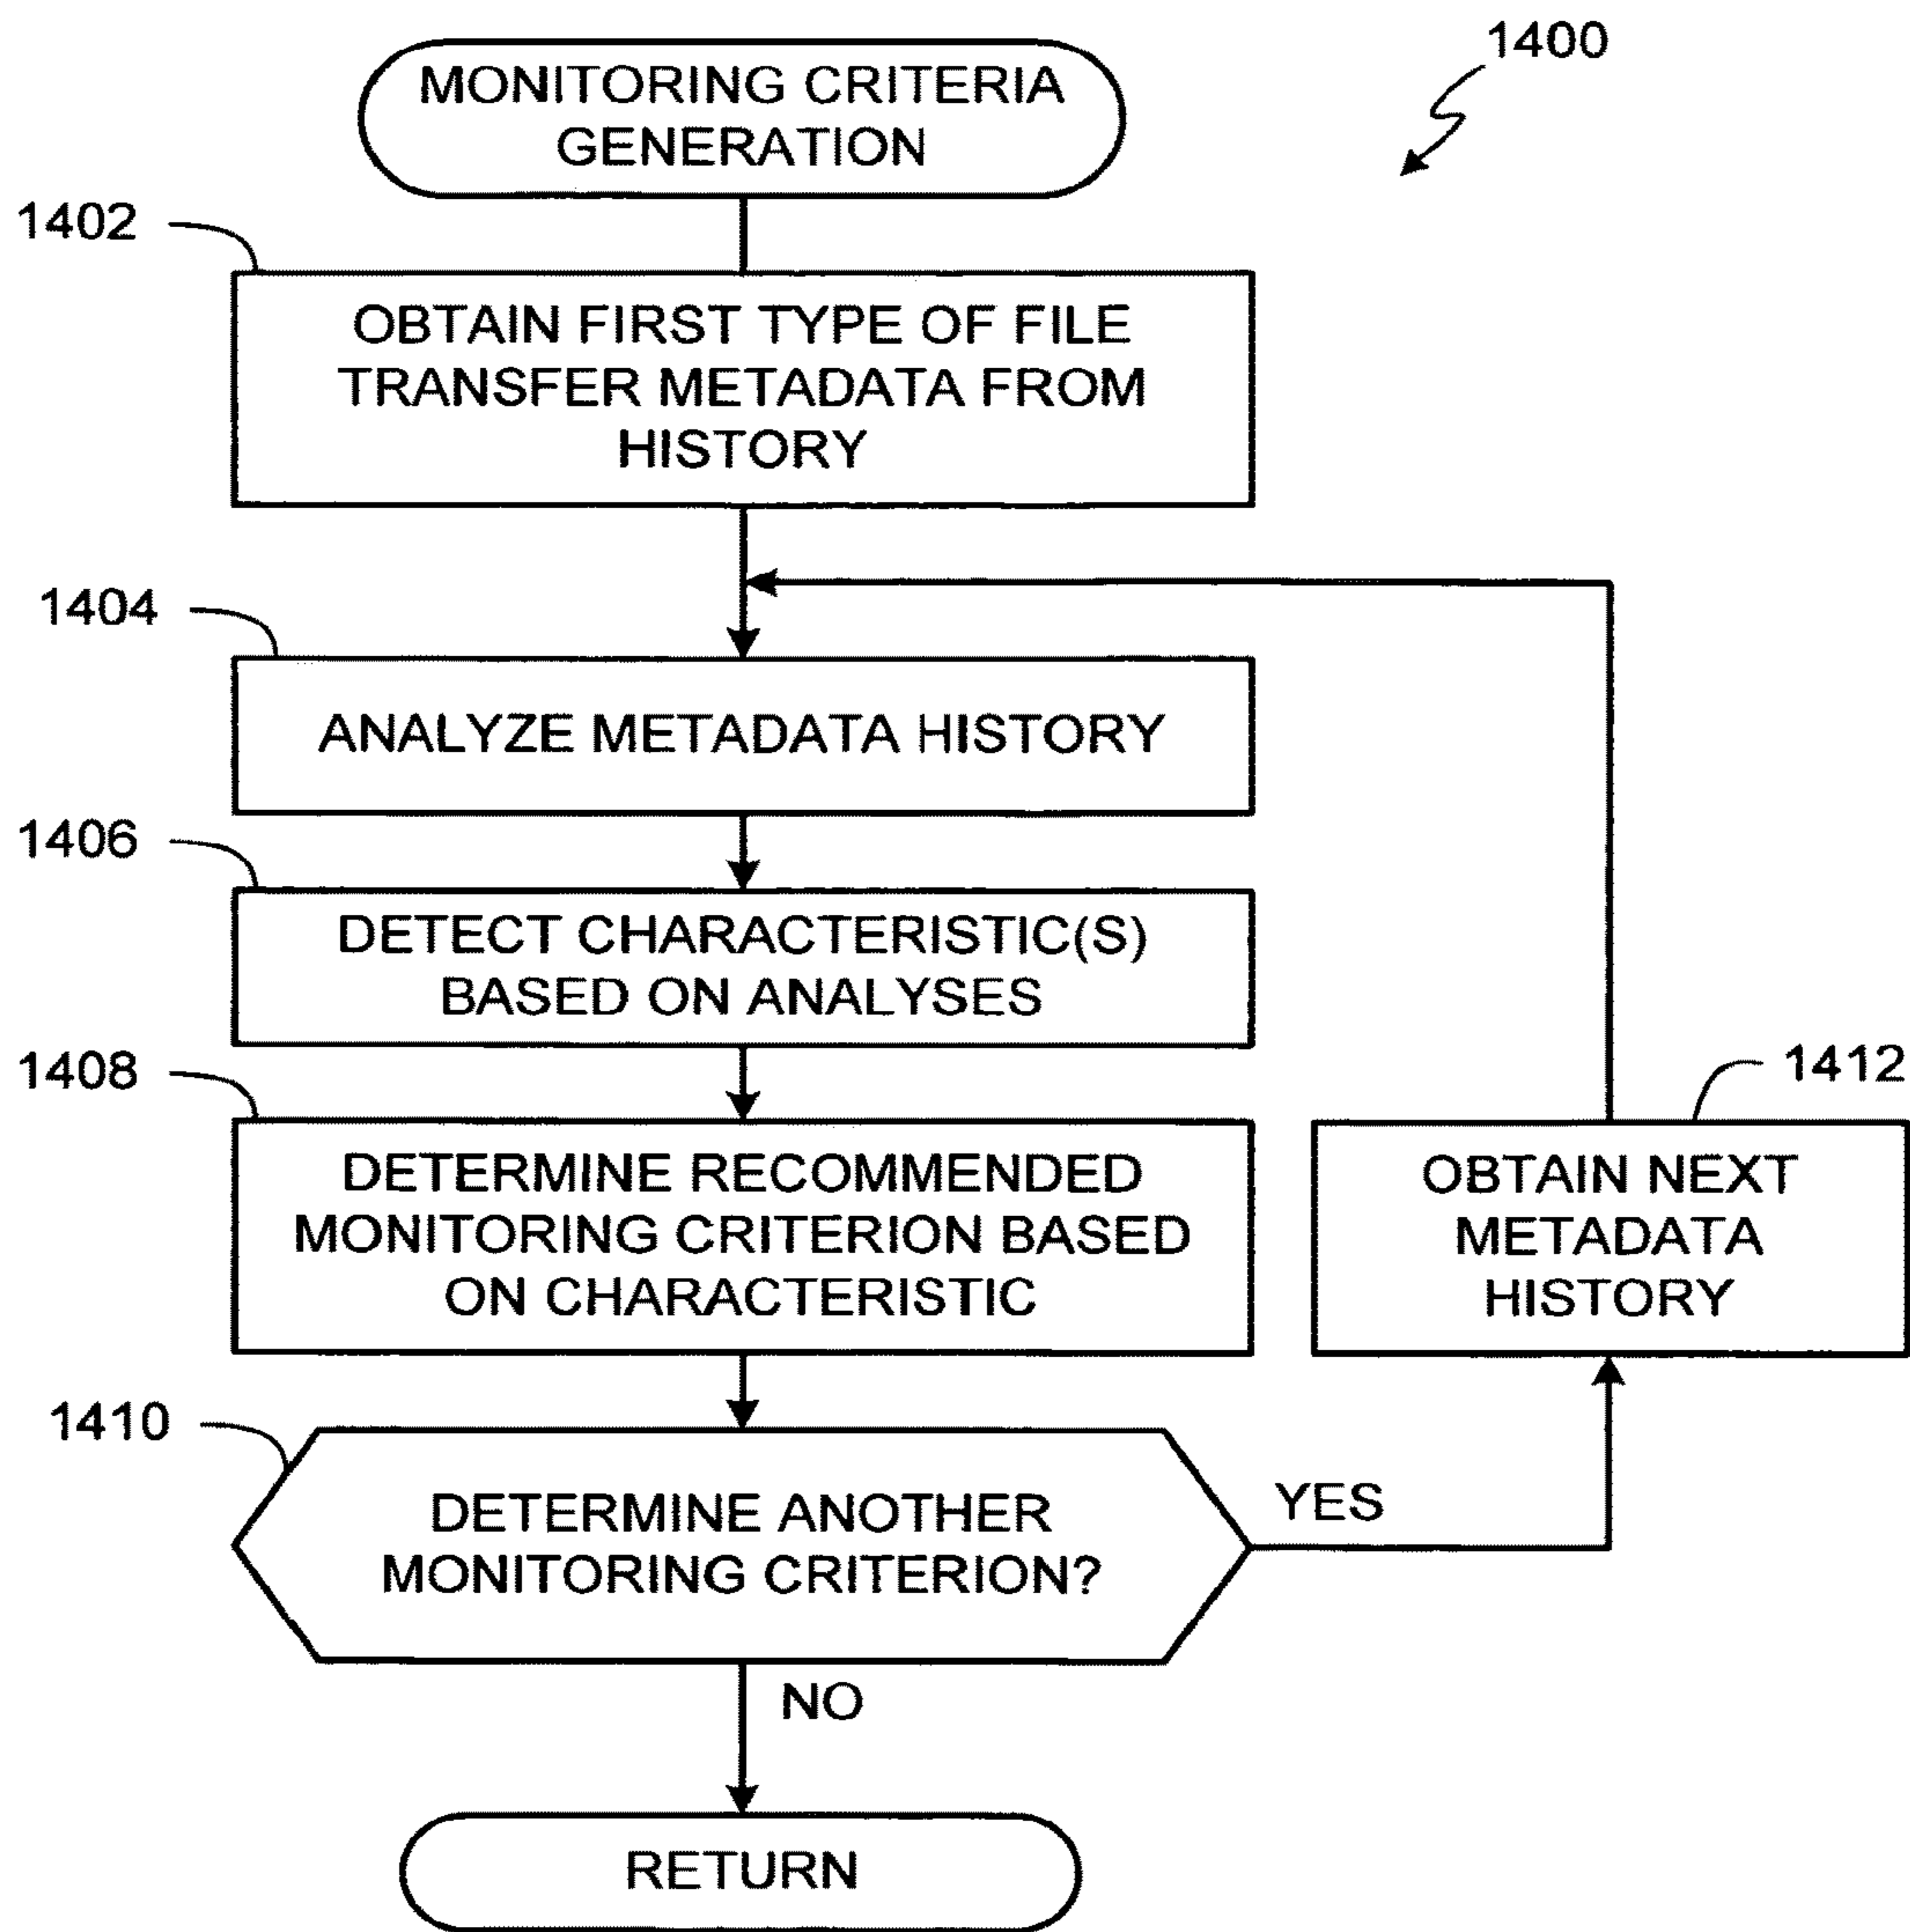 1400
MONITORING CRITERIA
GENERATION
1402
OBTAIN FIRST TYPE OF FILE
TRANSFER METADATA FROM
HISTORY
1404
ANALYZE METADATA HISTORY
1406
DETECT CHARACTERISTIC(S)
BASED ON ANALYSES
1408
DETERMINE RECOMMENDED
MONITORING CRITERION BASED
ON CHARACTERISTIC
1412
OBTAIN NEXT
METADATA
HISTORY
1410
DETERMINE ANOTHER
MONITORING CRITERION?
YES
NO
RETURN